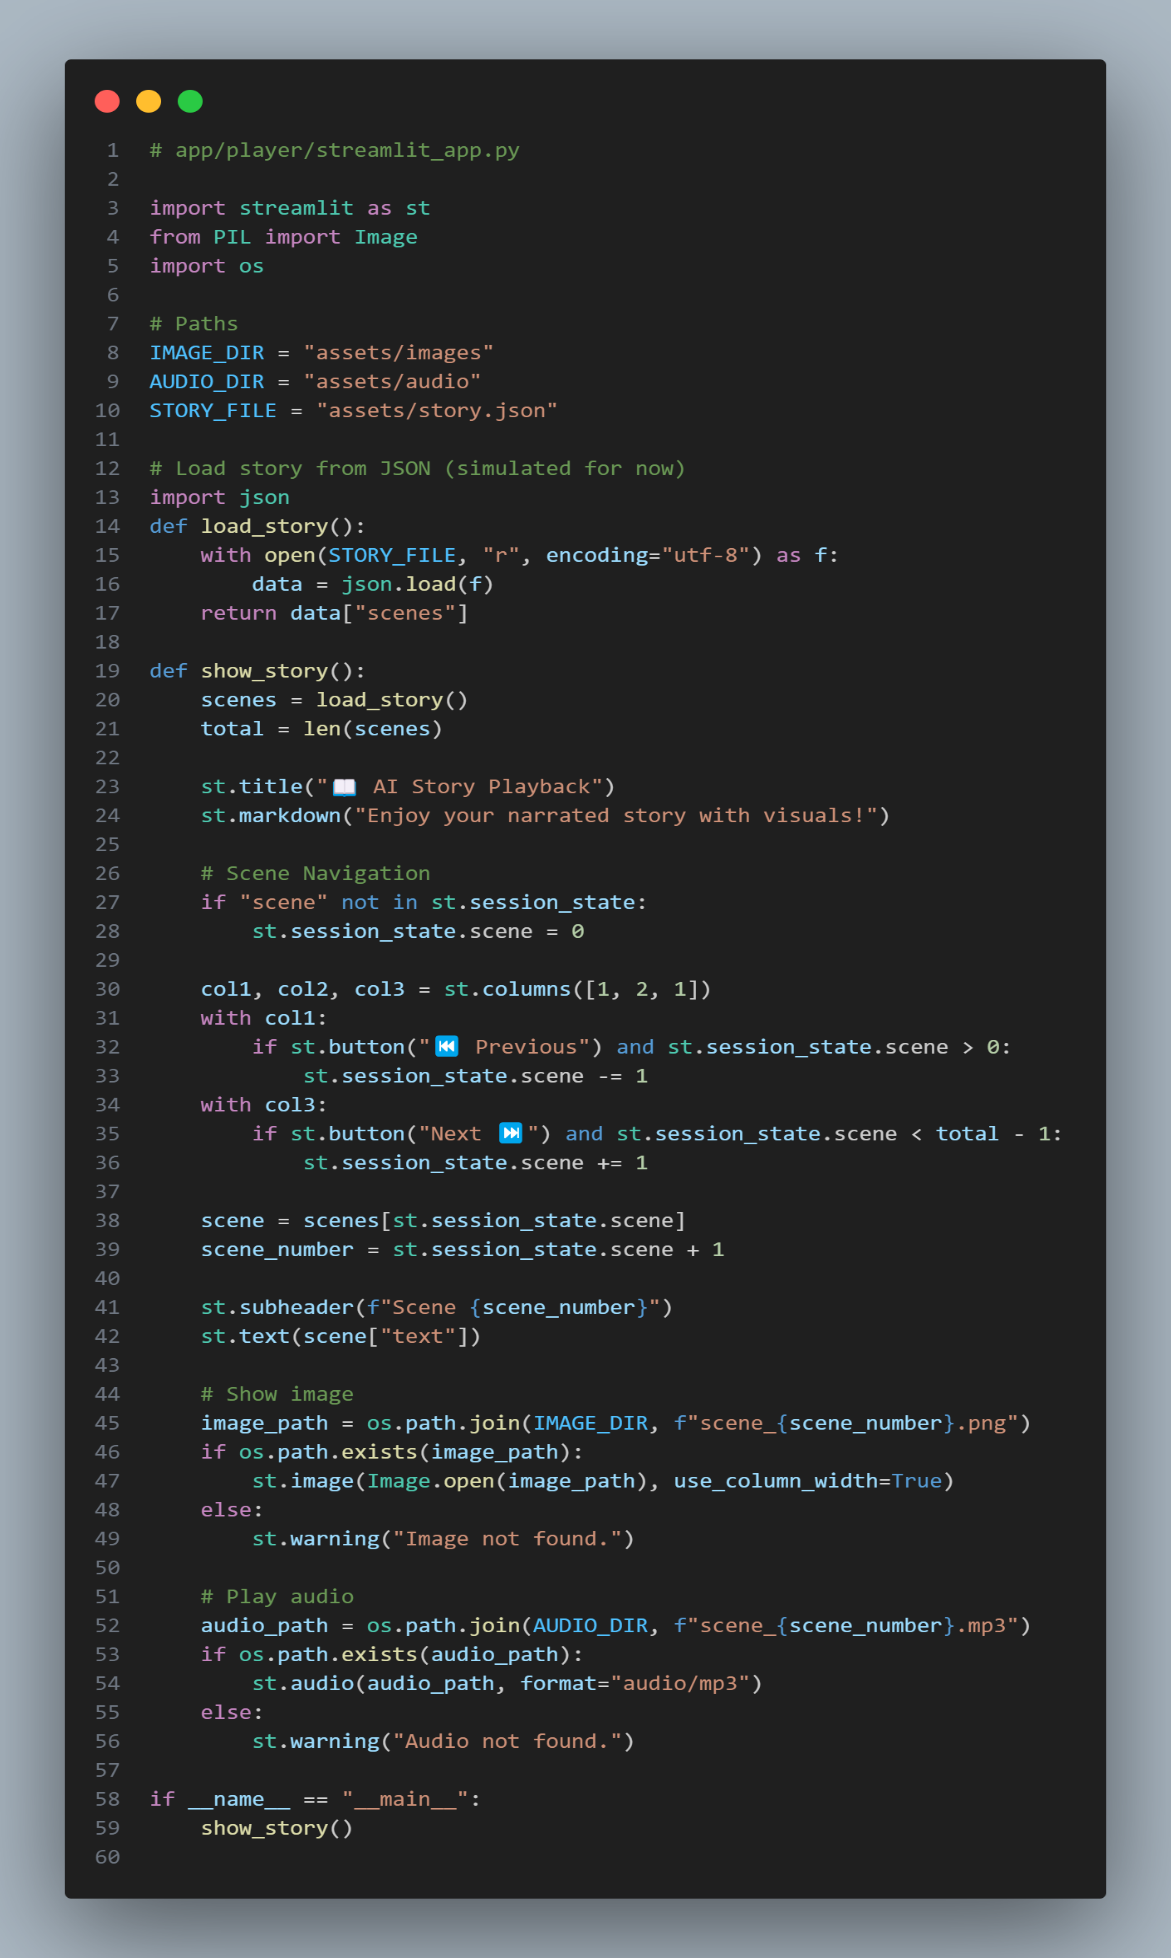 1 # app/player/streamlit_app.py
2
3 import streamlit as st
4 from PIL import Image
5 import os
6
7 # Paths
8 IMAGE_DIR = "assets/images"
9 AUDIO_DIR = "assets/audio"
10 STORY_FILE = "assets/story.json"
11
12 # Load story from JSON (simulated for now)
13 import json
14 def load_story():
15     with open(STORY_FILE, "r", encoding="utf-8") as f:
16         data = json.load(f)
17     return data["scenes"]
18
19 def show_story():
20     scenes = load_story()
21     total = len(scenes)
22
23     st.title("📖 AI Story Playback")
24     st.markdown("Enjoy your narrated story with visuals!")
25
26     # Scene Navigation
27     if "scene" not in st.session_state:
28         st.session_state.scene = 0
29
30     col1, col2, col3 = st.columns([1, 2, 1])
31     with col1:
32         if st.button("⏮️ Previous") and st.session_state.scene > 0:
33             st.session_state.scene -= 1
34     with col3:
35         if st.button("Next ⏭️") and st.session_state.scene < total - 1:
36             st.session_state.scene += 1
37
38     scene = scenes[st.session_state.scene]
39     scene_number = st.session_state.scene + 1
40
41     st.subheader(f"Scene {scene_number}")
42     st.text(scene["text"])
43
44     # Show image
45     image_path = os.path.join(IMAGE_DIR, f"scene_{scene_number}.png")
46     if os.path.exists(image_path):
47         st.image(Image.open(image_path), use_column_width=True)
48     else:
49         st.warning("Image not found.")
50
51     # Play audio
52     audio_path = os.path.join(AUDIO_DIR, f"scene_{scene_number}.mp3")
53     if os.path.exists(audio_path):
54         st.audio(audio_path, format="audio/mp3")
55     else:
56         st.warning("Audio not found.")
57
58 if __name__ == "__main__":
59     show_story()
60